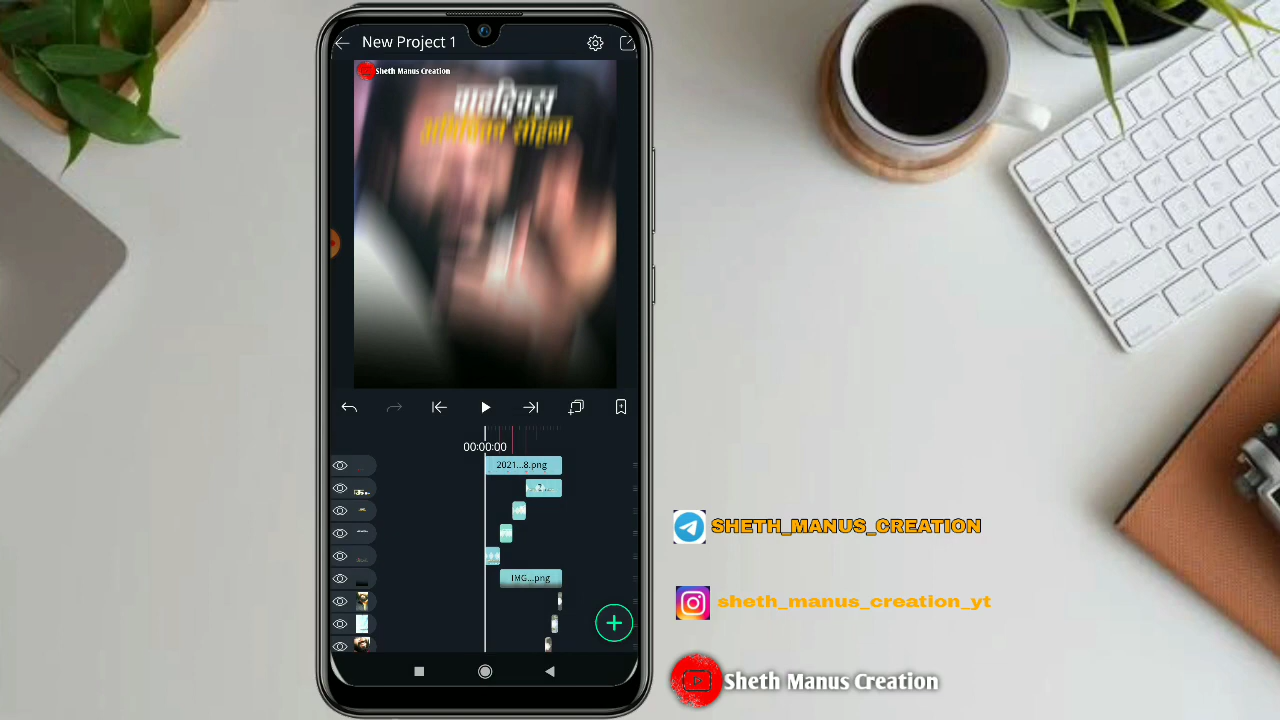 New Project 1
Sheth Manus Creation
00:00:00
2021...8.png
IMG...png
SHETH_MANUS_CREATION
sheth_manus_creation_yt
Sheth Manus Creation